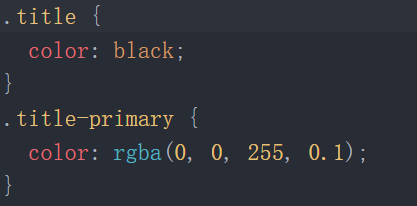 .title {
  color: black;
}
.title-primary {
  color: rgba(0, 0, 255, 0.1);
}